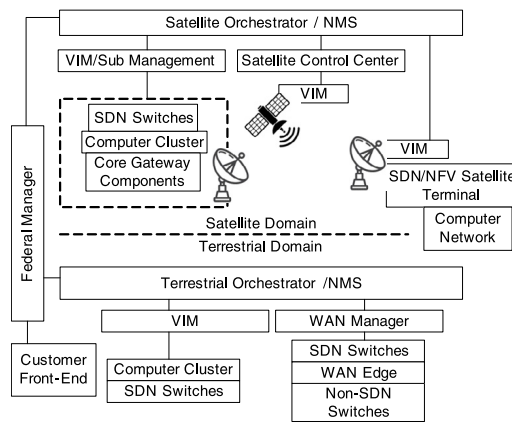 Satellite Orchestrator / NMS
VIM/Sub Management
Satellite Control Center
VIM
SDN Switches
Computer Cluster
Core Gateway
Components
VIM
SDN/NFV Satellite
Terminal
Computer
Network
Federal Manager
Satellite Domain
Terrestrial Domain
Terrestrial Orchestrator /NMS
VIM
WAN Manager
Customer
Front-End
Computer Cluster
SDN Switches
SDN Switches
WAN Edge
Non-SDN
Switches